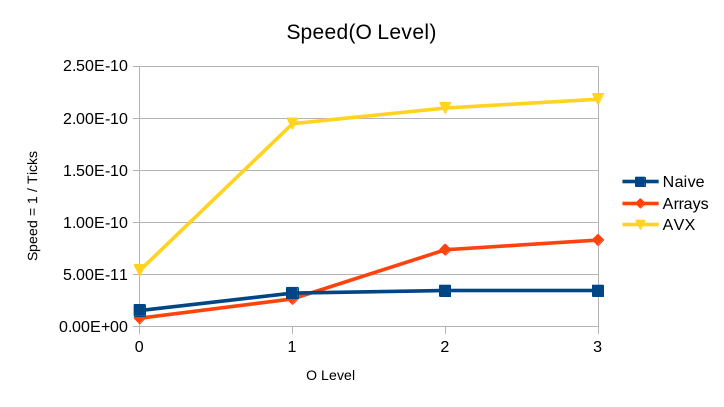 Speed(O Level)
2.50E-10
2.00E-10
1.50E-10
1.00E-10
5.00E-11
0.00E+00
Speed = 1 / Ticks
0 1 2 3
O Level
Naive
Arrays
AVX